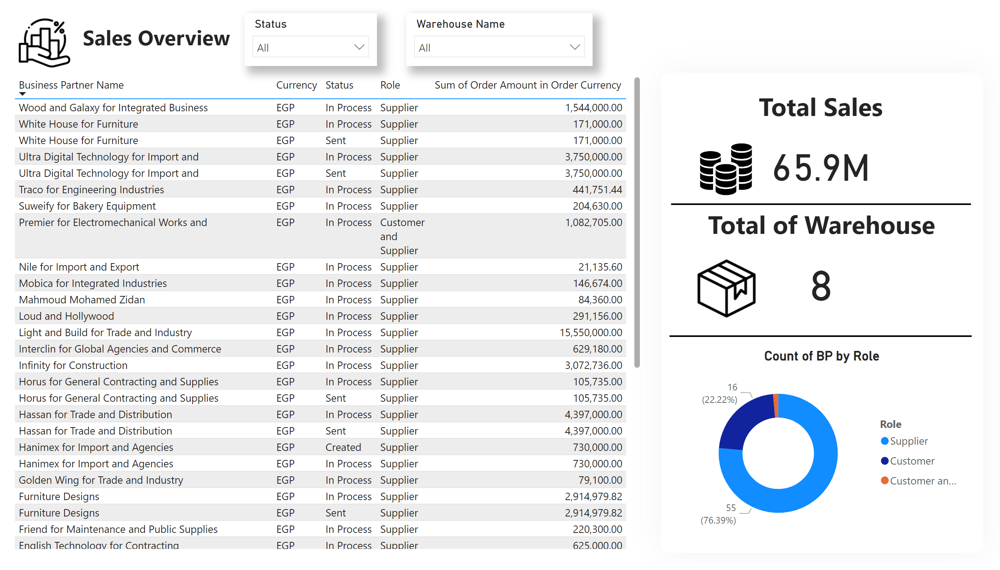 Sales Overview
Status
All
Warehouse Name
All
Business Partner Name Currency Status Role Sum of Order Amount in Order Currency
Wood and Galaxy for Integrated Business EGP In Process Supplier 1,544,000.00
White House for Furniture EGP In Process Supplier 171,000.00
White House for Furniture EGP Sent Supplier 171,000.00
Ultra Digital Technology for Import and EGP In Process Supplier 3,750,000.00
Ultra Digital Technology for Import and EGP Sent Supplier 3,750,000.00
Traco for Engineering Industries EGP In Process Supplier 441,751.44
Suweify for Bakery Equipment EGP In Process Supplier 204,630.00
Premier for Electromechanical Works and EGP In Process Customer 1,082,705.00
and
Supplier
Nile for Import and Export EGP In Process Supplier 21,135.60
Mobica for Integrated Industries EGP In Process Supplier 146,674.00
Mahmoud Mohamed Zidan EGP In Process Supplier 84,360.00
Loud and Hollywood EGP In Process Supplier 291,156.00
Light and Build for Trade and Industry EGP In Process Supplier 15,550,000.00
Interclin for Global Agencies and Commerce EGP In Process Supplier 629,180.00
Infinity for Construction EGP In Process Supplier 3,072,736.00
Horus for General Contracting and Supplies EGP In Process Supplier 105,735.00
Horus for General Contracting and Supplies EGP Sent Supplier 105,735.00
Hassan for Trade and Distribution EGP In Process Supplier 4,397,000.00
Hassan for Trade and Distribution EGP Sent Supplier 4,397,000.00
Hanimex for Import and Agencies EGP Created Supplier 730,000.00
Hanimex for Import and Agencies EGP In Process Supplier 730,000.00
Golden Wing for Trade and Industry EGP In Process Supplier 79,100.00
Furniture Designs EGP In Process Supplier 2,914,979.82
Furniture Designs EGP Sent Supplier 2,914,979.82
Friend for Maintenance and Public Supplies EGP In Process Supplier 220,300.00
English Technology for Contracting EGP In Process Supplier 625,000.00
Total Sales
65.9M
Total of Warehouse
8
Count of BP by Role
16
(22.22%)
55
(76.39%)
Role
Supplier
Customer
Customer an...